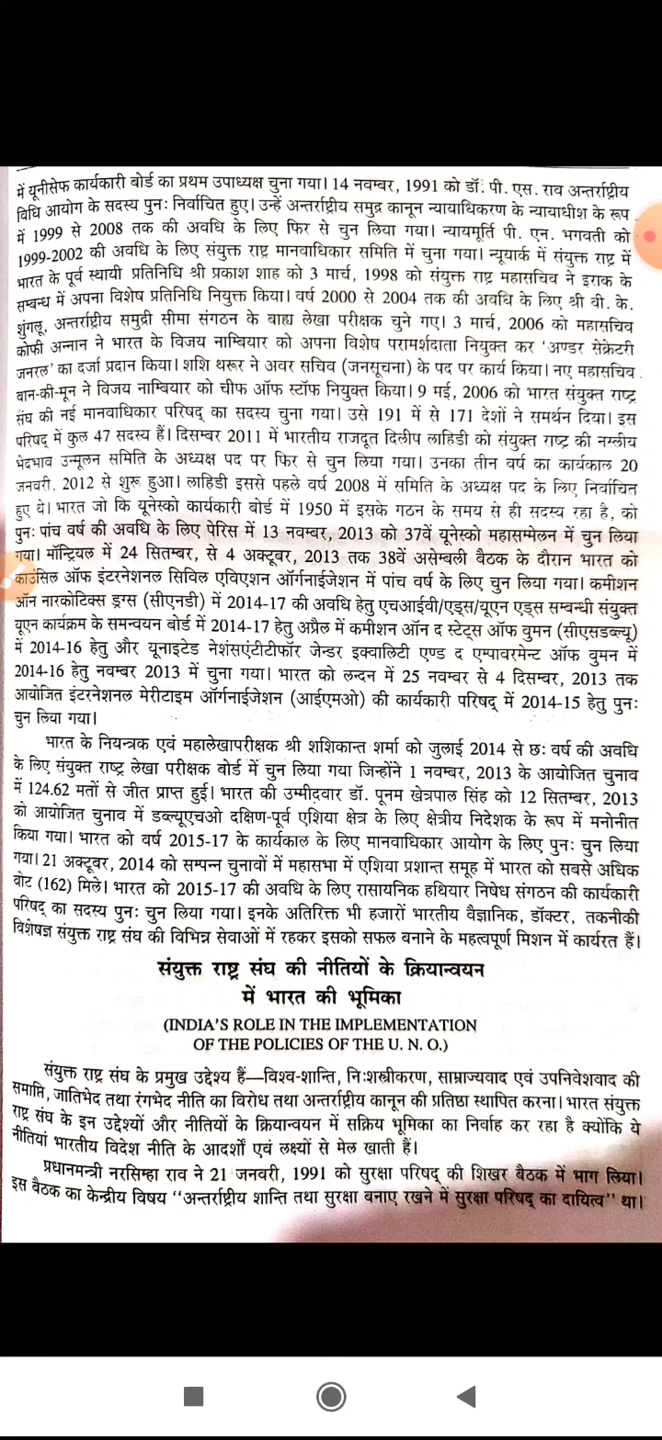 में यूनीसेफ कार्यकारी बोर्ड का प्रथम उपाध्यक्ष चुना गया। 14 नवम्बर, 1991 को डॉ. पी. एस. राव अन्तर्राष्ट्रीय
विधि आयोग के सदस्य पुनः निर्वाचित हुए। उन्हें अन्तर्राष्ट्रीय समुद्र कानून न्यायाधिकरण के न्यायाधीश के रूप
में 1999 से 2008 तक की अवधि के लिए फिर से चुन लिया गया। न्यायमूर्ति पी. एन. भगवती को
1999-2002 की अवधि के लिए संयुक्त राष्ट्र मानवाधिकार समिति में चुना गया। न्यूयार्क में संयुक्त राष्ट्र में
भारत के पूर्व स्थायी प्रतिनिधि श्री प्रकाश शाह को 3 मार्च, 1998 को संयुक्त राष्ट्र महासचिव ने इराक के
सम्बन्ध में अपना विशेष प्रतिनिधि नियुक्त किया। वर्ष 2000 से 2004 तक की अवधि के लिए श्री वी. के.
शुंगलू, अन्तर्राष्ट्रीय समुद्री सीमा संगठन के बाह्य लेखा परीक्षक चुने गए। 3 मार्च, 2006 को महासचिव
कोफी अन्नान ने भारत के विजय नाम्बियार को अपना विशेष परामर्शदाता नियुक्त कर ‘अण्डर सेक्रेटरी
जनरल’ का दर्जा प्रदान किया। शशि थरूर ने अवर सचिव (जनसूचना) के पद पर कार्य किया। नए महासचिव
बान-की-मून ने विजय नाम्बियार को चीफ ऑफ स्टॉफ नियुक्त किया। 9 मई, 2006 को भारत संयुक्त राष्ट्र
संघ की नई मानवाधिकार परिषद् का सदस्य चुना गया। उसे 191 में से 171 देशों ने समर्थन दिया। इस
परिषद् में कुल 47 सदस्य हैं। दिसम्बर 2011 में भारतीय राजदूत दिलीप लाहिडी को संयुक्त राष्ट्र की नस्लीय
भेदभाव उन्मूलन समिति के अध्यक्ष पद पर फिर से चुन लिया गया। उनका तीन वर्ष का कार्यकाल 20
जनवरी, 2012 से शुरू हुआ। लाहिडी इससे पहले वर्ष 2008 में समिति के अध्यक्ष पद के लिए निर्वाचित
हुए थे। भारत जो कि यूनेस्को कार्यकारी बोर्ड में 1950 में इसके गठन के समय से ही सदस्य रहा है, को
पुनः पांच वर्ष की अवधि के लिए पेरिस में 13 नवम्बर, 2013 को 37वें यूनेस्को महासम्मेलन में चुन लिया
गया। मॉन्ट्रियल में 24 सितम्बर, से 4 अक्टूबर, 2013 तक 38वें असेम्बली बैठक के दौरान भारत को
काउंसिल ऑफ इंटरनेशनल सिविल एविएशन ऑर्गनाईजेशन में पांच वर्ष के लिए चुन लिया गया। कमीशन
ऑन नारकोटिक्स ड्रग्स (सीएनडी) में 2014-17 की अवधि हेतु एचआईवी/एड्स/यूएन एड्स सम्बन्धी संयुक्त
यूएन कार्यक्रम के समन्वयन बोर्ड में 2014-17 हेतु अप्रैल में कमीशन ऑन द स्टेट्स ऑफ वुमन (सीएसडब्ल्यू)
में 2014-16 हेतु और यूनाइटेड नेशंसएंटीटीफॉर जेन्डर इक्वालिटी एण्ड द एम्पावरमेन्ट ऑफ वुमन में
2014-16 हेतु नवम्बर 2013 में चुना गया। भारत को लन्दन में 25 नवम्बर से 4 दिसम्बर, 2013 तक
आयोजित इंटरनेशनल मेरीटाइम ऑर्गनाईजेशन (आईएमओ) की कार्यकारी परिषद् में 2014-15 हेतु पुनः
चुन लिया गया।
भारत के नियन्त्रक एवं महालेखापरीक्षक श्री शशिकान्त शर्मा को जुलाई 2014 से छः वर्ष की अवधि
के लिए संयुक्त राष्ट्र लेखा परीक्षक बोर्ड में चुन लिया गया जिन्होंने 1 नवम्बर, 2013 के आयोजित चुनाव
में 124.62 मतों से जीत प्राप्त हुई। भारत की उम्मीदवार डॉ. पूनम खेत्रपाल सिंह को 12 सितम्बर, 2013
को आयोजित चुनाव में डब्ल्यूएचओ दक्षिण-पूर्व एशिया क्षेत्र के लिए क्षेत्रीय निदेशक के रूप में मनोनीत
किया गया। भारत को वर्ष 2015-17 के कार्यकाल के लिए मानवाधिकार आयोग के लिए पुनः चुन लिया
गया। 21 अक्टूबर, 2014 को सम्पन्न चुनावों में महासभा में एशिया प्रशान्त समूह में भारत को सबसे अधिक
वोट (162) मिले। भारत को 2015-17 की अवधि के लिए रासायनिक हथियार निषेध संगठन की कार्यकारी
परिषद् का सदस्य पुनः चुन लिया गया। इनके अतिरिक्त भी हजारों भारतीय वैज्ञानिक, डॉक्टर, तकनीकी
विशेषज्ञ संयुक्त राष्ट्र संघ की विभिन्न सेवाओं में रहकर इसको सफल बनाने के महत्वपूर्ण मिशन में कार्यरत हैं।
संयुक्त राष्ट्र संघ की नीतियों के क्रियान्वयन
में भारत की भूमिका
(INDIA'S ROLE IN THE IMPLEMENTATION
OF THE POLICIES OF THE U. N. O.)
संयुक्त राष्ट्र संघ के प्रमुख उद्देश्य हैं—विश्व-शान्ति, निःशस्त्रीकरण, साम्राज्यवाद एवं उपनिवेशवाद की
समाप्ति, जातिभेद तथा रंगभेद नीति का विरोध तथा अन्तर्राष्ट्रीय कानून की प्रतिष्ठा स्थापित करना। भारत संयुक्त
राष्ट्र संघ के इन उद्देश्यों और नीतियों के क्रियान्वयन में सक्रिय भूमिका का निर्वाह कर रहा है क्योंकि ये
नीतियां भारतीय विदेश नीति के आदर्शों एवं लक्ष्यों से मेल खाती हैं।
प्रधानमन्त्री नरसिम्हा राव ने 21 जनवरी, 1991 को सुरक्षा परिषद् की शिखर बैठक में भाग लिया।
इस बैठक का केन्द्रीय विषय ‘‘अन्तर्राष्ट्रीय शान्ति तथा सुरक्षा बनाए रखने में सुरक्षा परिषद् का दायित्व’’ था।